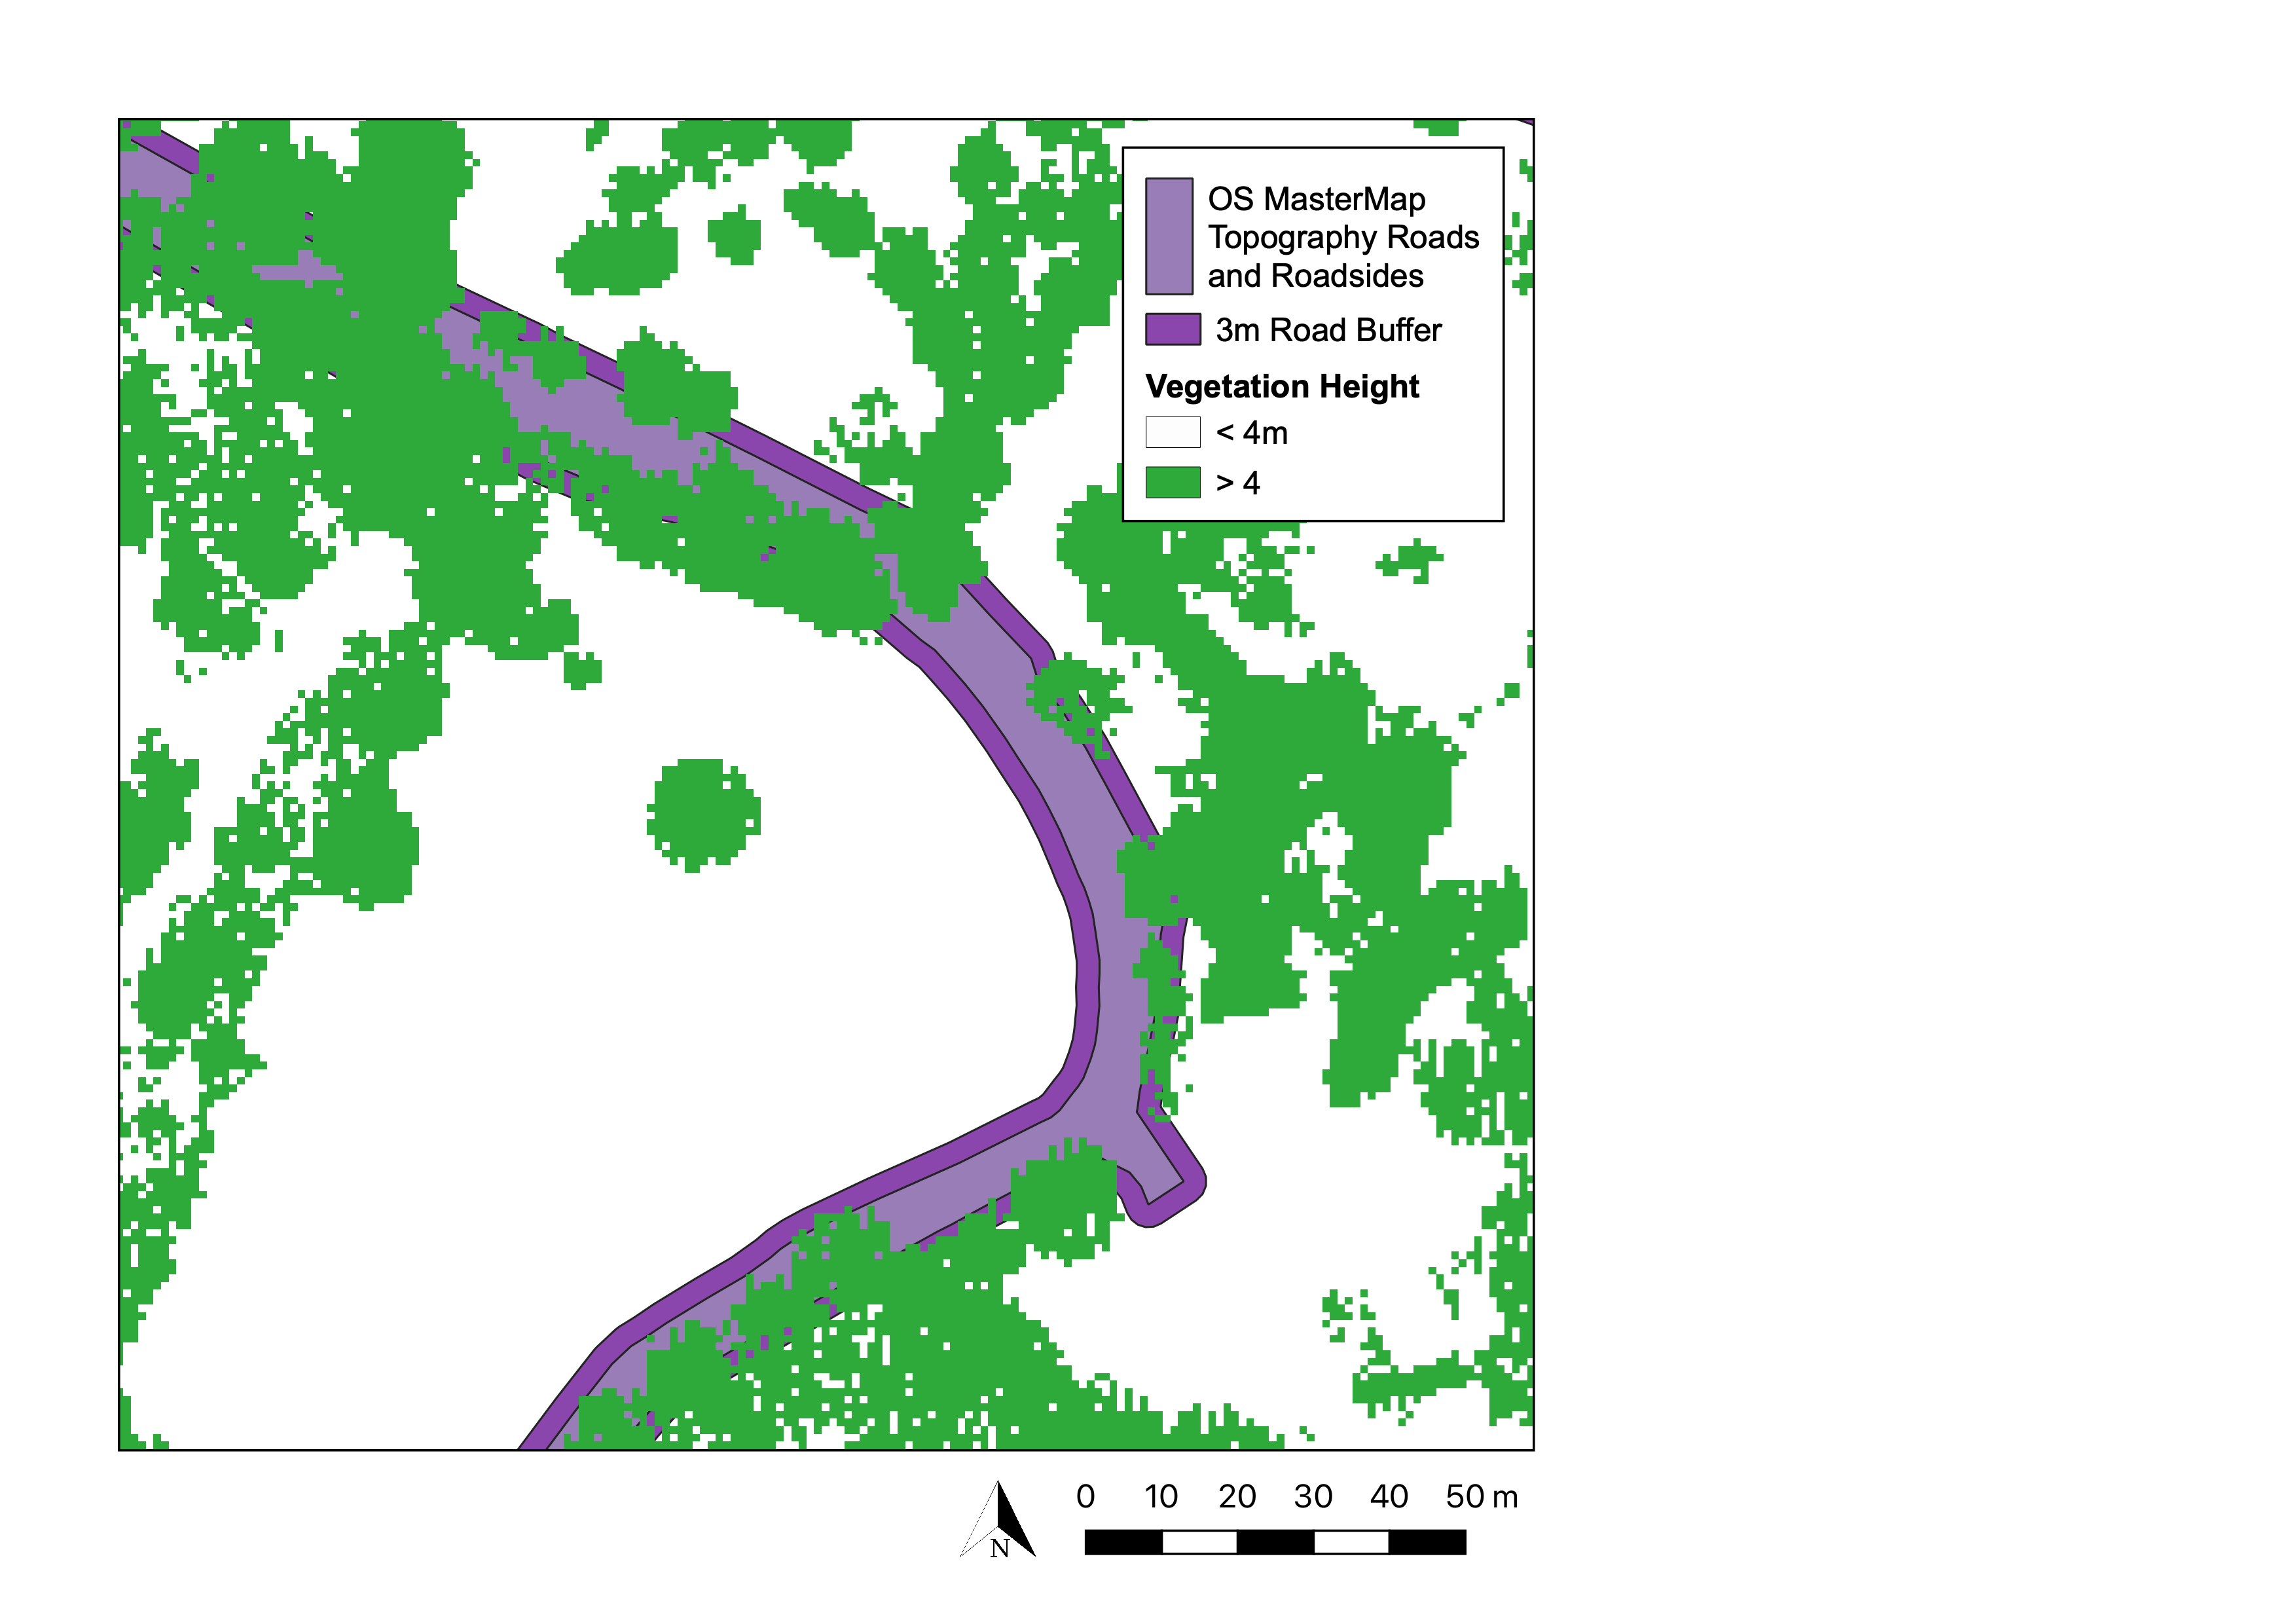 OS MasterMap
Topography Roads
and Roadsides
3m Road Buffer
Vegetation Height
< 4m
> 4
N
0 10 20 30 40 50 m